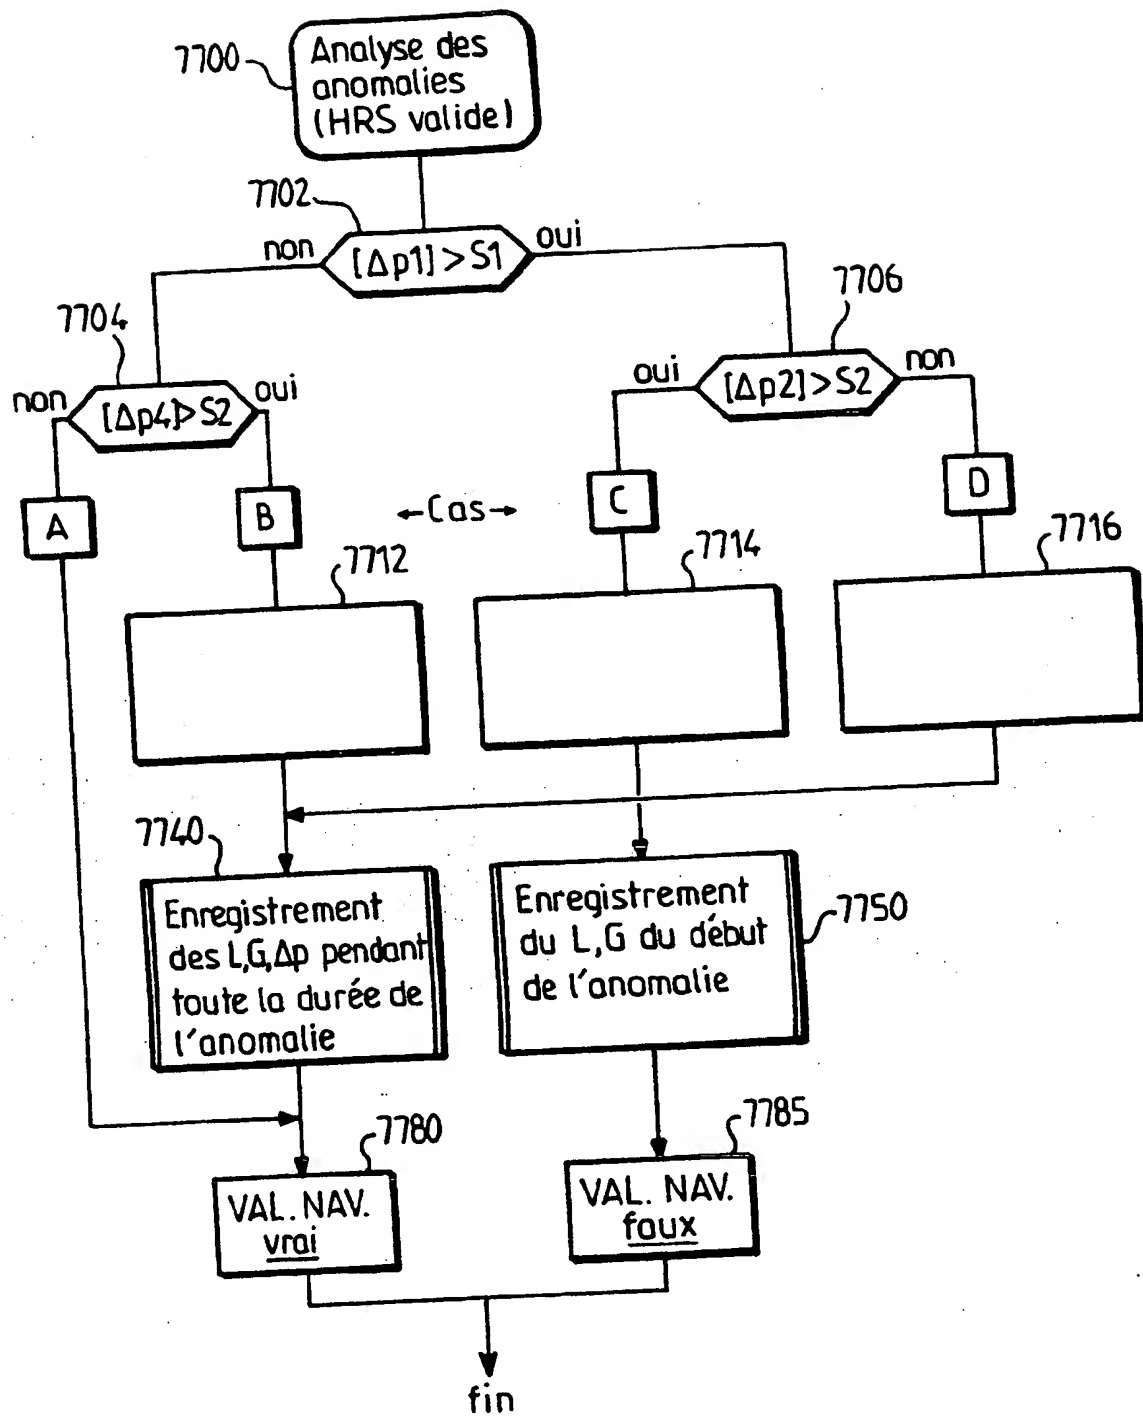 7700
Analyse des
anomalies
(HRS valide)
7702
non
[Δp1]>S1
oui
7704
7706
non
[Δp4]>S2
oui
oui
[Δp2]>S2
non
A
B
←Cas→
C
D
7712
7714
7716
7740
Enregistrement
des L,G,Δp pendant
toute la durée de
l'anomalie
Enregistrement
du L,G du début
de l'anomalie
7750
7780
VAL. NAV.
vrai
7785
VAL. NAV.
faux
fin